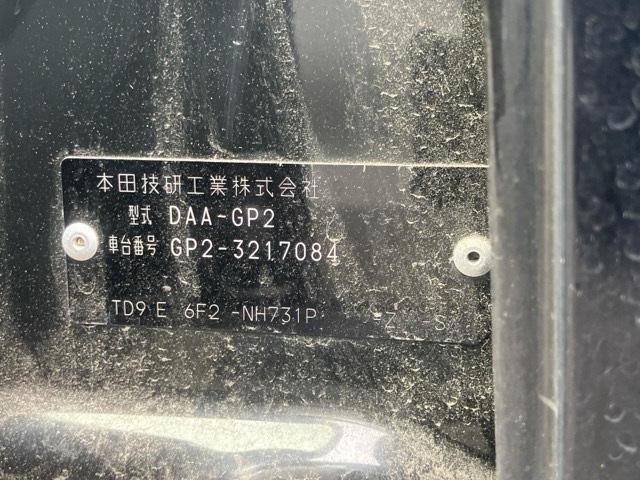 本田技研工業株式会社
型式 DAA-GP2
車台番号 GP2-3217084
TD9 E 6F2 -NH731P -Z S